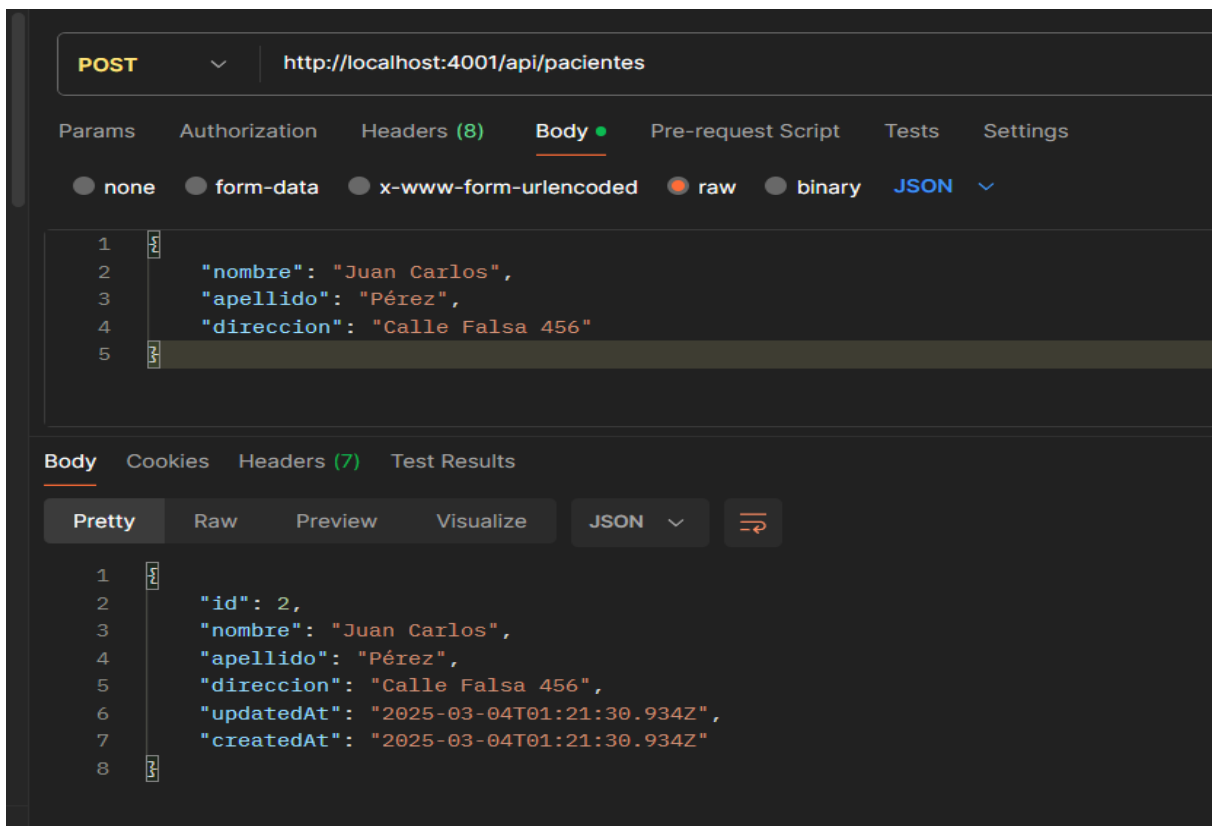 POST http://localhost:4001/api/pacientes
Params Authorization Headers (8) Body Pre-request Script Tests Settings
none form-data x-www-form-urlencoded raw binary JSON
1 {
2 "nombre": "Juan Carlos",
3 "apellido": "Pérez",
4 "direccion": "Calle Falsa 456"
5 }
Body Cookies Headers (7) Test Results
Pretty Raw Preview Visualize JSON
1 {
2 "id": 2,
3 "nombre": "Juan Carlos",
4 "apellido": "Pérez",
5 "direccion": "Calle Falsa 456",
6 "updatedAt": "2025-03-04T01:21:30.934Z",
7 "createdAt": "2025-03-04T01:21:30.934Z"
8 }